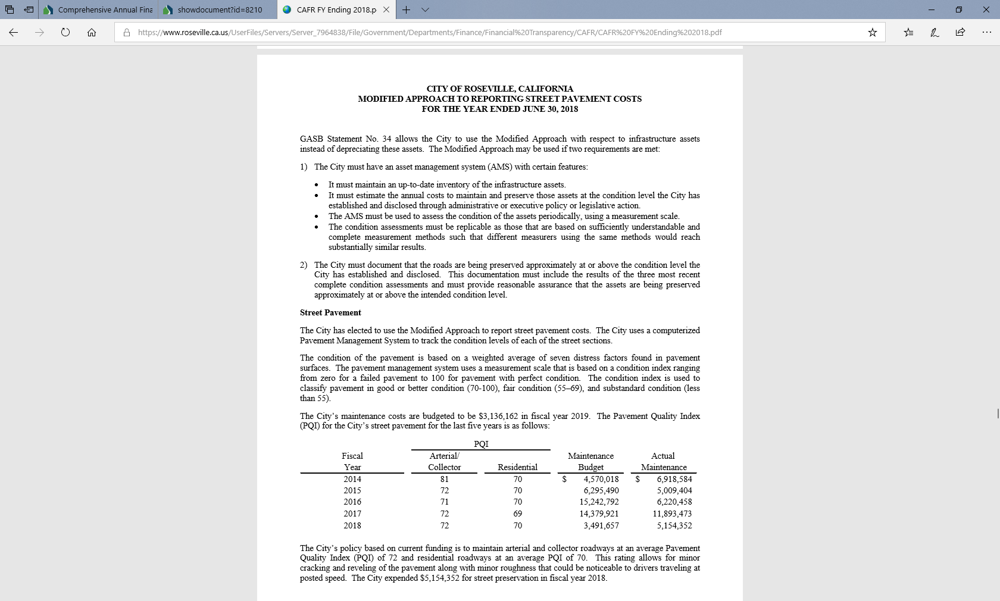 Comprehensive Annual Fina
showdocument?id=8210
CAFR FY Ending 2018.p
https://www.roseville.ca.us/UserFiles/Servers/Server_7964838/File/Government/Departments/Finance/Financial%20Transparency/CAFR/CAFR%20FY%20Ending%202018.pdf
CITY OF ROSEVILLE, CALIFORNIA
MODIFIED APPROACH TO REPORTING STREET PAVEMENT COSTS
FOR THE YEAR ENDED JUNE 30, 2018
GASB Statement No. 34 allows the City to use the Modified Approach with respect to infrastructure assets
instead of depreciating these assets. The Modified Approach may be used if two requirements are met:
1) The City must have an asset management system (AMS) with certain features:
• It must maintain an up-to-date inventory of the infrastructure assets.
• It must estimate the annual costs to maintain and preserve those assets at the condition level the City has
established and disclosed through administrative or executive policy or legislative action.
• The AMS must be used to assess the condition of the assets periodically, using a measurement scale.
• The condition assessments must be replicable as those that are based on sufficiently understandable and
complete measurement methods such that different measurers using the same methods would reach
substantially similar results.
2) The City must document that the roads are being preserved approximately at or above the condition level the
City has established and disclosed. This documentation must include the results of the three most recent
complete condition assessments and must provide reasonable assurance that the assets are being preserved
approximately at or above the intended condition level.
Street Pavement
The City has elected to use the Modified Approach to report street pavement costs. The City uses a computerized
Pavement Management System to track the condition levels of each of the street sections.
The condition of the pavement is based on a weighted average of seven distress factors found in pavement
surfaces. The pavement management system uses a measurement scale that is based on a condition index ranging
from zero for a failed pavement to 100 for pavement with perfect condition. The condition index is used to
classify pavement in good or better condition (70-100), fair condition (55–69), and substandard condition (less
than 55).
The City's maintenance costs are budgeted to be $3,136,162 in fiscal year 2019. The Pavement Quality Index
(PQI) for the City's street pavement for the last five years is as follows:
PQI
Fiscal Arterial/ Maintenance Actual
Year Collector Residential Budget Maintenance
2014 81 70 $ 4,570,018 $ 6,918,584
2015 72 70 6,295,490 5,009,404
2016 71 70 15,242,792 6,220,458
2017 72 69 14,379,921 11,893,473
2018 72 70 3,491,657 5,154,352
The City's policy based on current funding is to maintain arterial and collector roadways at an average Pavement
Quality Index (PQI) of 72 and residential roadways at an average PQI of 70. This rating allows for minor
cracking and reveling of the pavement along with minor roughness that could be noticeable to drivers traveling at
posted speed. The City expended $5,154,352 for street preservation in fiscal year 2018.